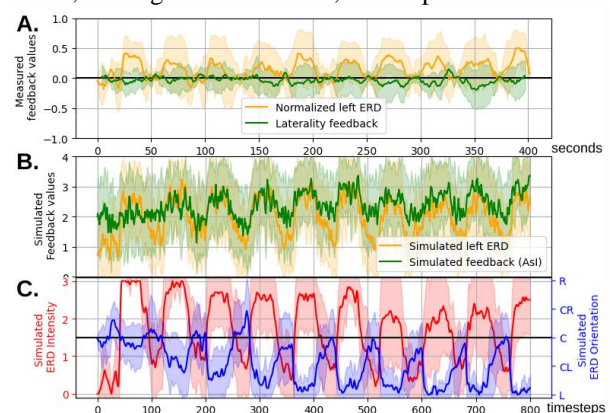 A.
Measured
feedback values
1.0
0.5
0.0
−0.5
−1.0
Normalized left ERD
Laterality feedback
0 50 100 150 200 250 300 350 400 seconds
B.
Simulated
Feedback values
4
3
2
1
Simulated left ERD
Simulated feedback (AsI)
C.
Simulated
ERD Intensity
3
2
1
0
R
CR
C
CL
L
Simulated
ERD Orientation
0 100 200 300 400 500 600 700 800 timesteps